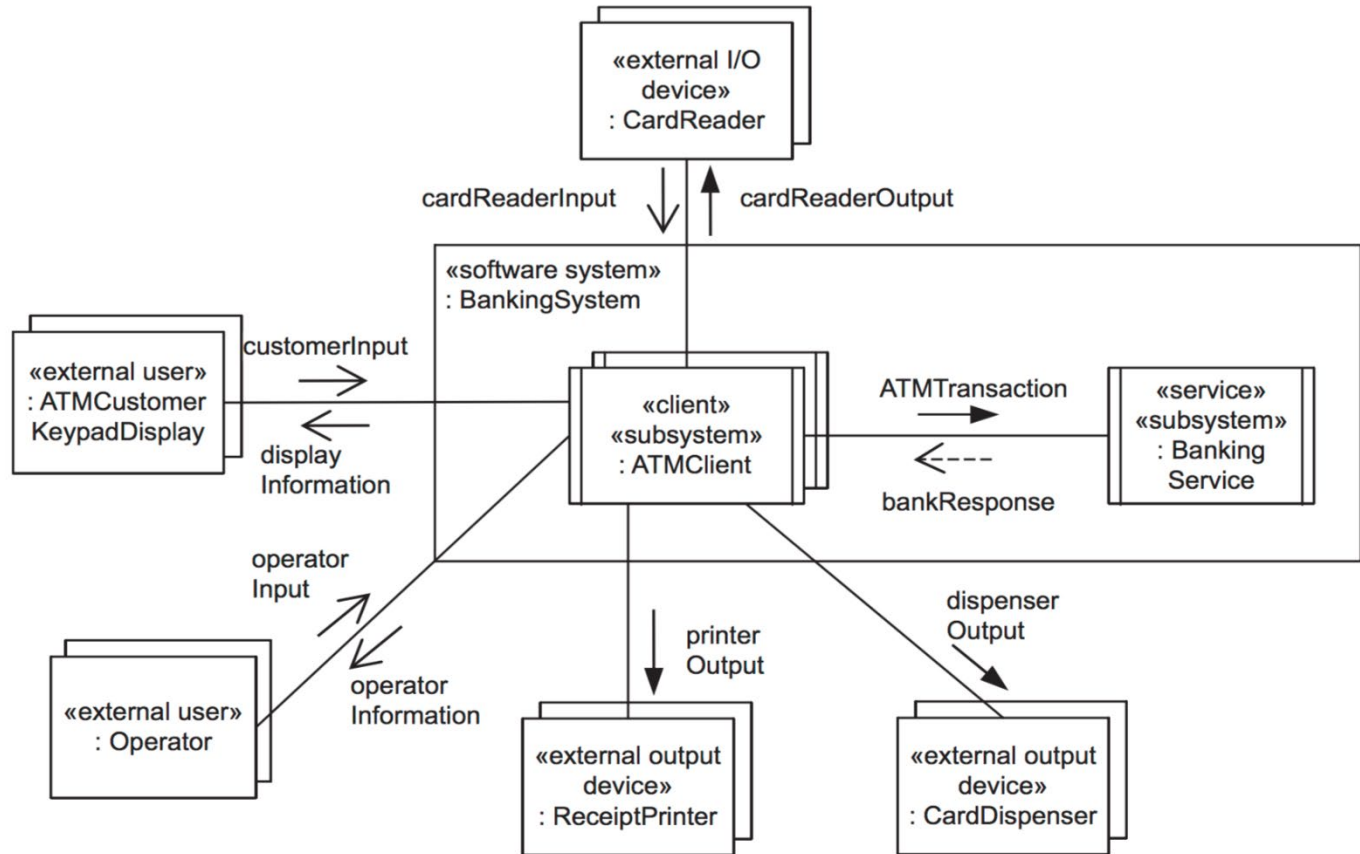 «external I/O
device»
: CardReader
cardReaderInput
cardReaderOutput
«software system»
: BankingSystem
«external user»
: ATMCustomer
KeypadDisplay
customerInput
display
Information
«client»
«subsystem»
: ATMClient
ATMTransaction
bankResponse
«service»
«subsystem»
: Banking
Service
operator
Input
operator
Information
«external user»
: Operator
printer
Output
dispenser
Output
«external output
device»
: ReceiptPrinter
«external output
device»
: CardDispenser